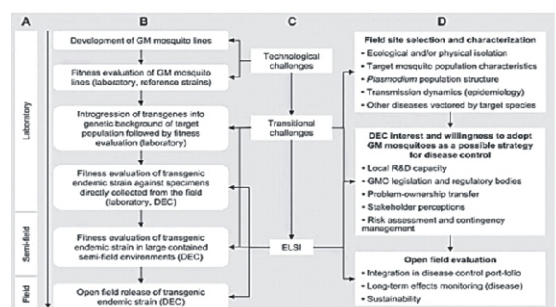 A
B
C
D
Laboratory
Semi-field
Field
Development of GM mosquito lines
Fitness evaluation of GM mosquito
lines (laboratory, reference strains)
Introgression of transgenes into
genetic background of target
population followed by fitness
evaluation (laboratory)
Fitness evaluation of transgenic
endemic strain against specimens
directly collected from the field
(laboratory, DEC)
Fitness evaluation of transgenic
endemic strain in large contained
semi-field environments (DEC)
Open field release of transgenic
endemic strain (DEC)
Technological
challenges
Transitional
challenges
ELSI
Field site selection and characterization
• Ecological and/or physical isolation
• Target mosquito population characteristics
• Plasmodium population structure
• Transmission dynamics (epidemiology)
• Other diseases vectored by target species
DEC interest and willingness to adopt
GM mosquitoes as a possible strategy
for disease control
• Local R&D capacity
• GMO legislation and regulatory bodies
• Problem-ownership transfer
• Stakeholder perceptions
• Risk assessment and contingency
management
Open field evaluation
• Integration in disease control port-folio
• Long-term effects monitoring (disease)
• Sustainability